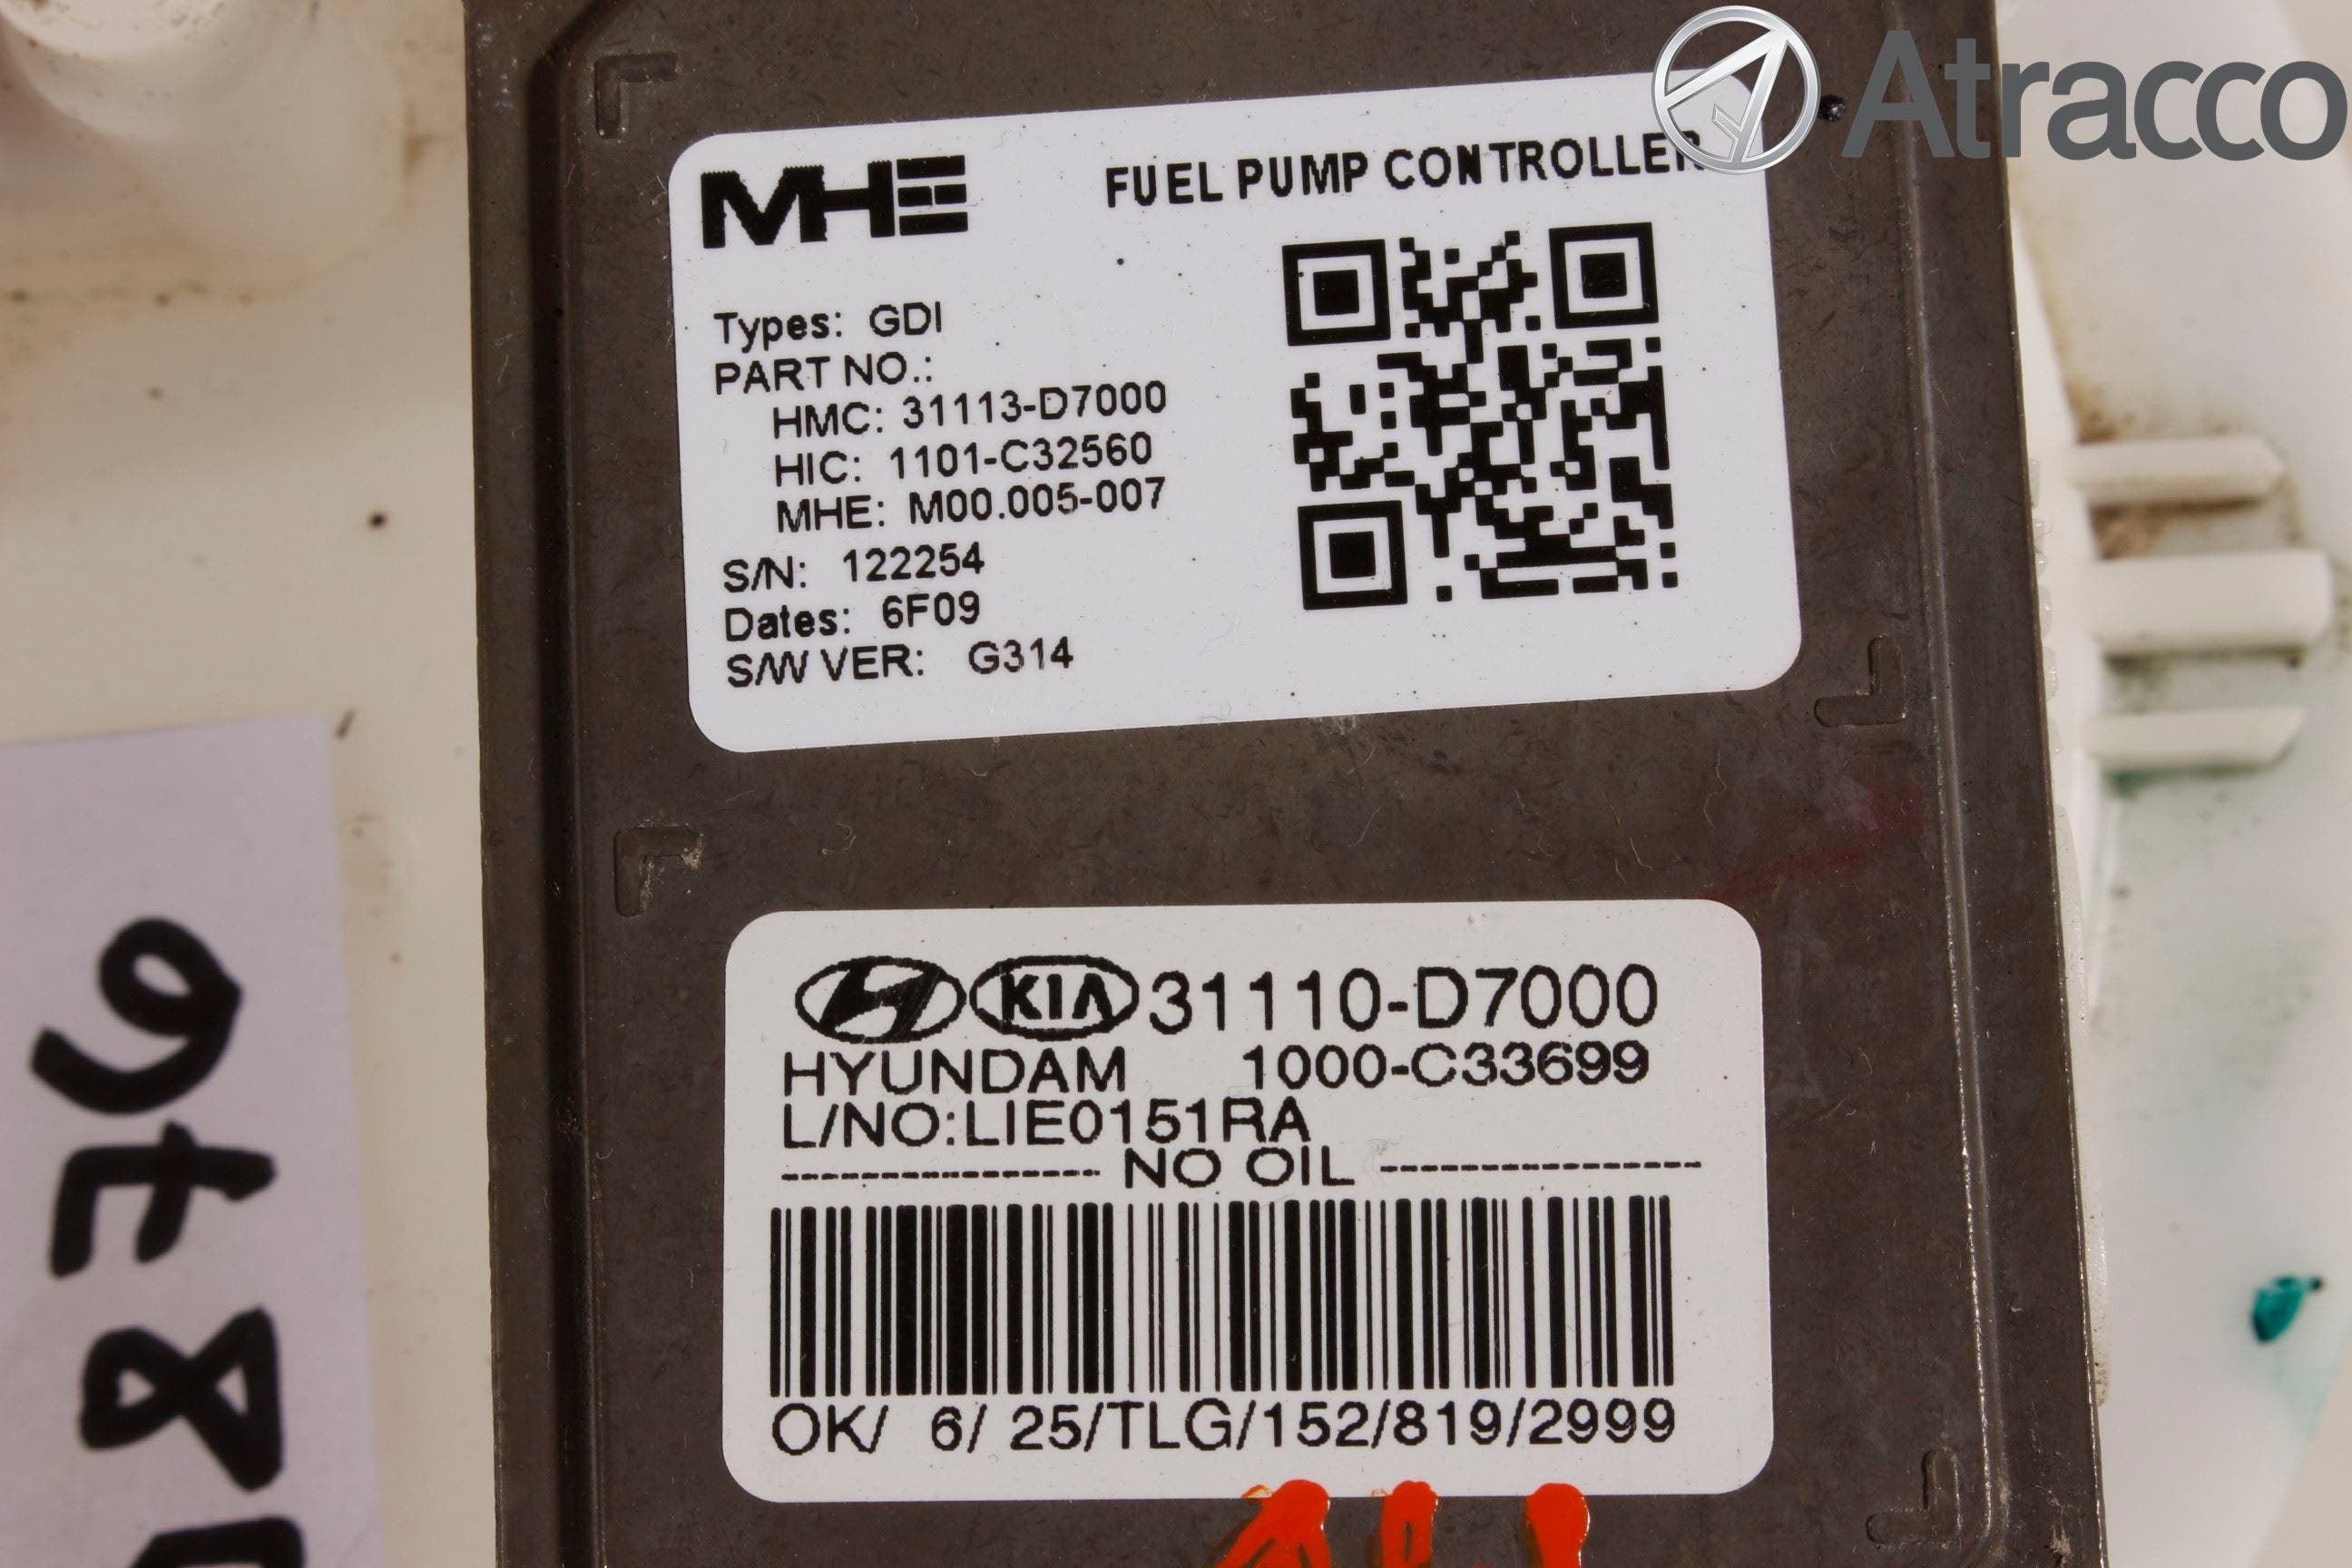 Atracco
MHE FUEL PUMP CONTROLLER
Types: GDI
PART NO.:
HMC: 31113-D7000
HIC: 1101-C32560
MHE: M00.005-007
S/N: 122254
Dates: 6F09
S/W VER: G314
KIA 31110-D7000
HYUNDAM 1000-C33699
L/NO:LIE0151RA
---------------- NO OIL ----------------
OK/ 6/ 25/TLG/152/819/2999